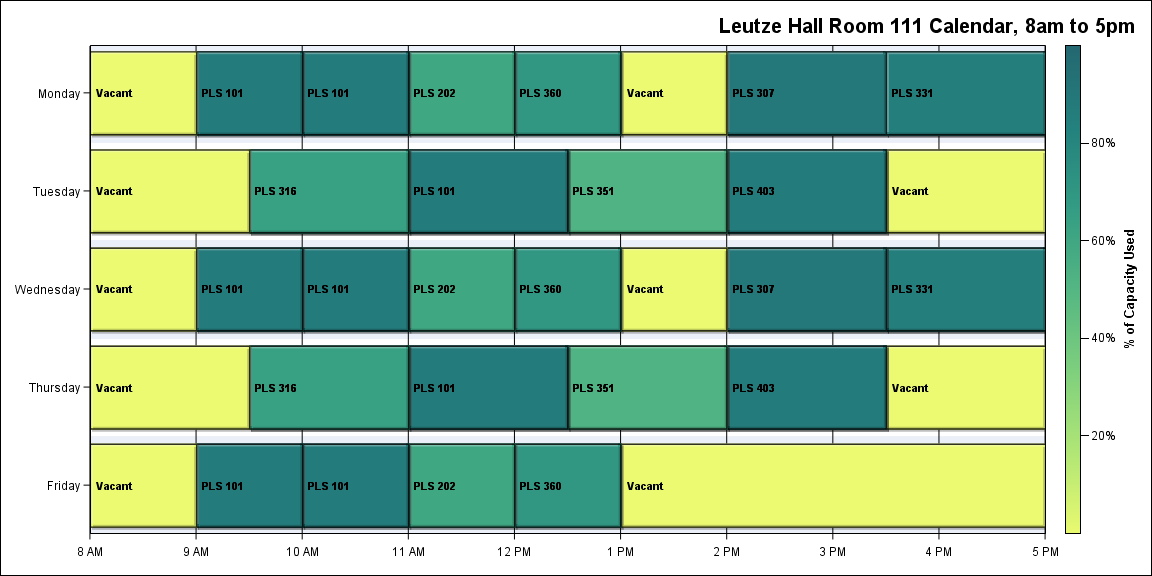 Leutze Hall Room 111 Calendar, 8am to 5pm
Monday
Vacant
PLS 101
PLS 101
PLS 202
PLS 360
Vacant
PLS 307
PLS 331
Tuesday
Vacant
PLS 316
PLS 101
PLS 351
PLS 403
Vacant
Wednesday
Vacant
PLS 101
PLS 101
PLS 202
PLS 360
Vacant
PLS 307
PLS 331
Thursday
Vacant
PLS 316
PLS 101
PLS 351
PLS 403
Vacant
Friday
Vacant
PLS 101
PLS 101
PLS 202
PLS 360
Vacant
8 AM
9 AM
10 AM
11 AM
12 PM
1 PM
2 PM
3 PM
4 PM
5 PM
80%
60%
40%
20%
% of Capacity Used